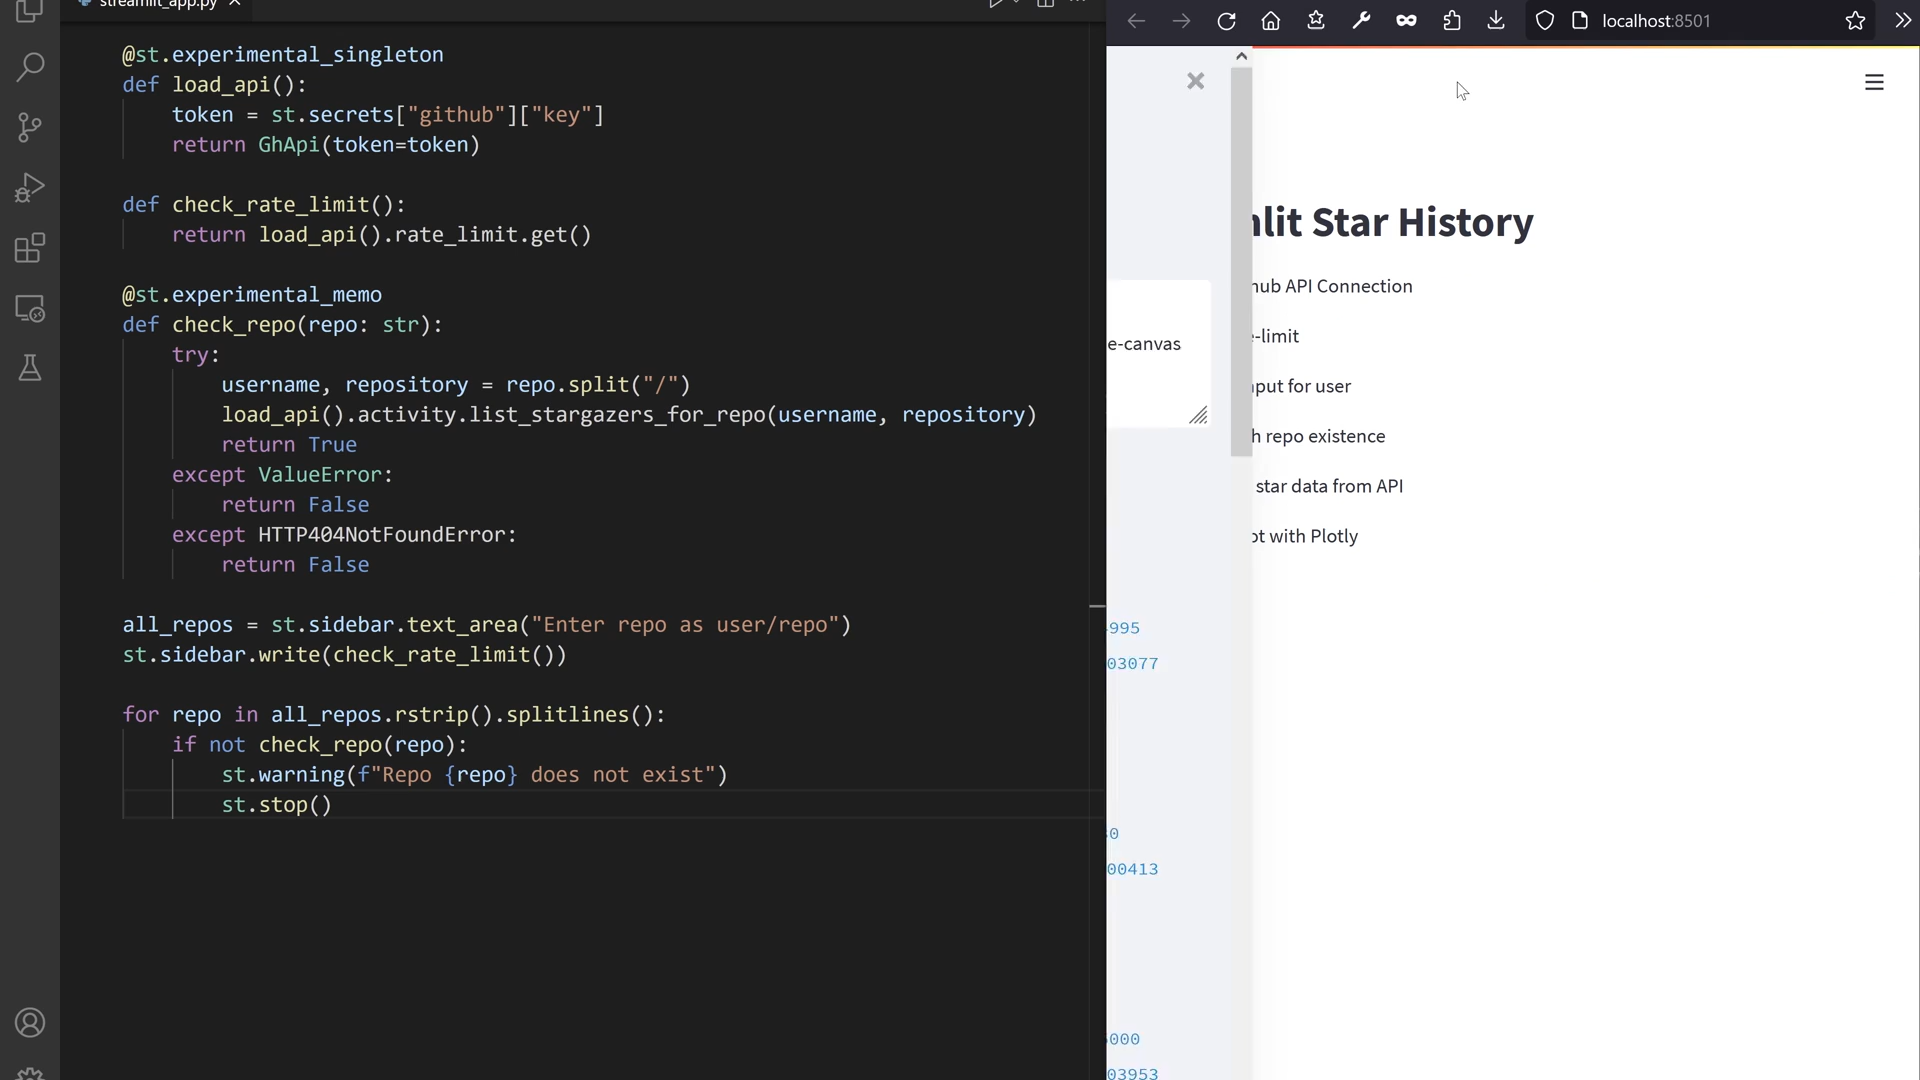 streamlit_app.py
@st.experimental_singleton
def load_api():
token = st.secrets["github"]["key"]
return GhApi(token=token)
def check_rate_limit():
return load_api().rate_limit.get()
@st.experimental_memo
def check_repo(repo: str):
try:
username, repository = repo.split("/")
load_api().activity.list_stargazers_for_repo(username, repository)
return True
except ValueError:
return False
except HTTP404NotFoundError:
return False
all_repos = st.sidebar.text_area("Enter repo as user/repo")
st.sidebar.write(check_rate_limit())
for repo in all_repos.rstrip().splitlines():
if not check_repo(repo):
st.warning(f"Repo {repo} does not exist")
st.stop()
localhost:8501
e-canvas
03077
00413
000
03953
Star History
API Connection
-limit
for user
repo existence
star data from API
with Plotly